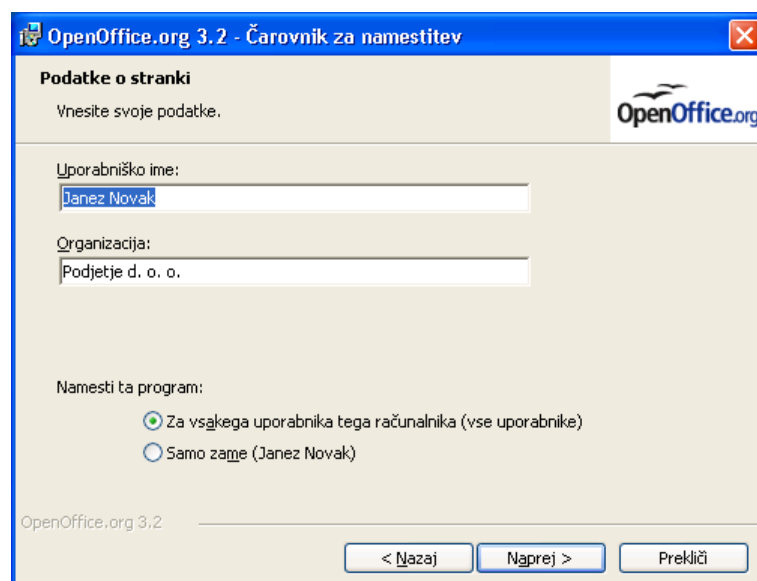 OpenOffice.org 3.2 - Čarovnik za namestitev
Podatke o stranki
Vnesite svoje podatke.
OpenOffice.org
Uporabniško ime:
Janez Novak
Organizacija:
Podjetje d. o. o.
Namesti ta program:
Za vsakega uporabnika tega računalnika (vse uporabnike)
Samo zame (Janez Novak)
OpenOffice.org 3.2
< Nazaj Naprej > Prekliči